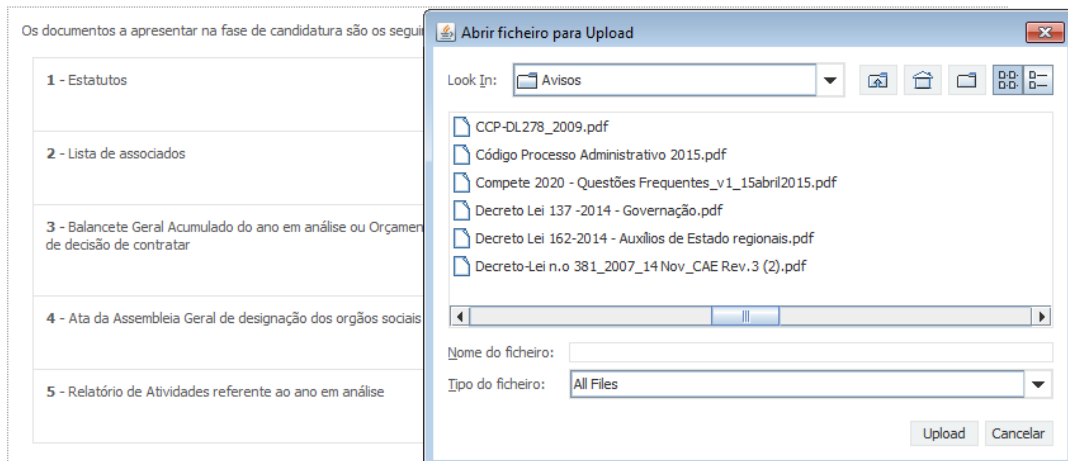 Os documentos a apresentar na fase de candidatura são os segui
1 - Estatutos
2 - Lista de associados
3 - Balancete Geral Acumulado do ano em análise ou Orçamen
de decisão de contratar
4 - Ata da Assembleia Geral de designação dos orgãos sociais
5 - Relatório de Atividades referente ao ano em análise
Abrir ficheiro para Upload
Look In:
Avisos
CCP-DL278_2009.pdf
Código Processo Administrativo 2015.pdf
Compete 2020 - Questões Frequentes_v1_15abril2015.pdf
Decreto Lei 137 -2014 - Governação.pdf
Decreto Lei 162-2014 - Auxílios de Estado regionais.pdf
Decreto-Lei n.o 381_2007_14 Nov_CAE Rev.3 (2).pdf
Nome do ficheiro:
Tipo do ficheiro:
All Files
Upload
Cancelar